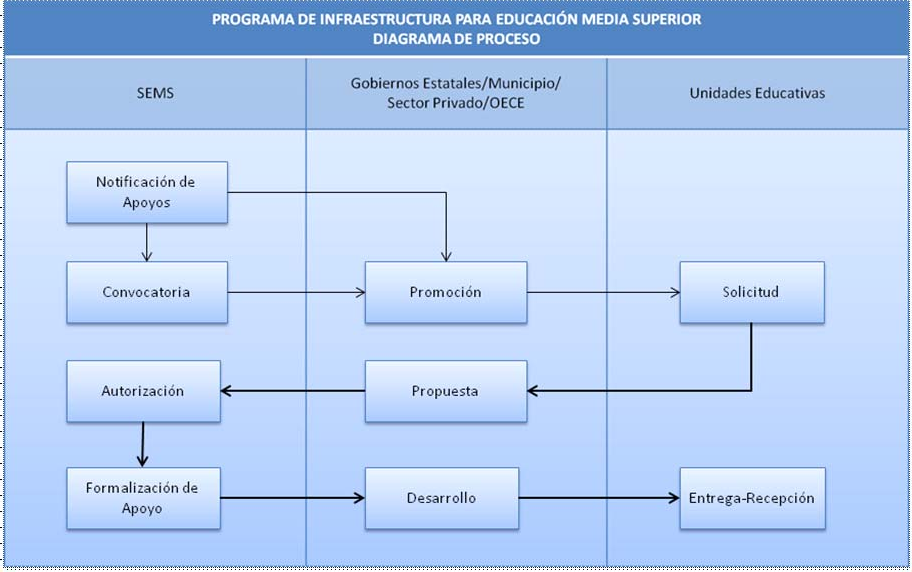 PROGRAMA DE INFRAESTRUCTURA PARA EDUCACIÓN MEDIA SUPERIOR
DIAGRAMA DE PROCESO
SEMS
Gobiernos Estatales/Municipio/
Sector Privado/OECE
Unidades Educativas
Notificación de
Apoyos
Convocatoria
Promoción
Solicitud
Autorización
Propuesta
Formalización de
Apoyo
Desarrollo
Entrega-Recepción